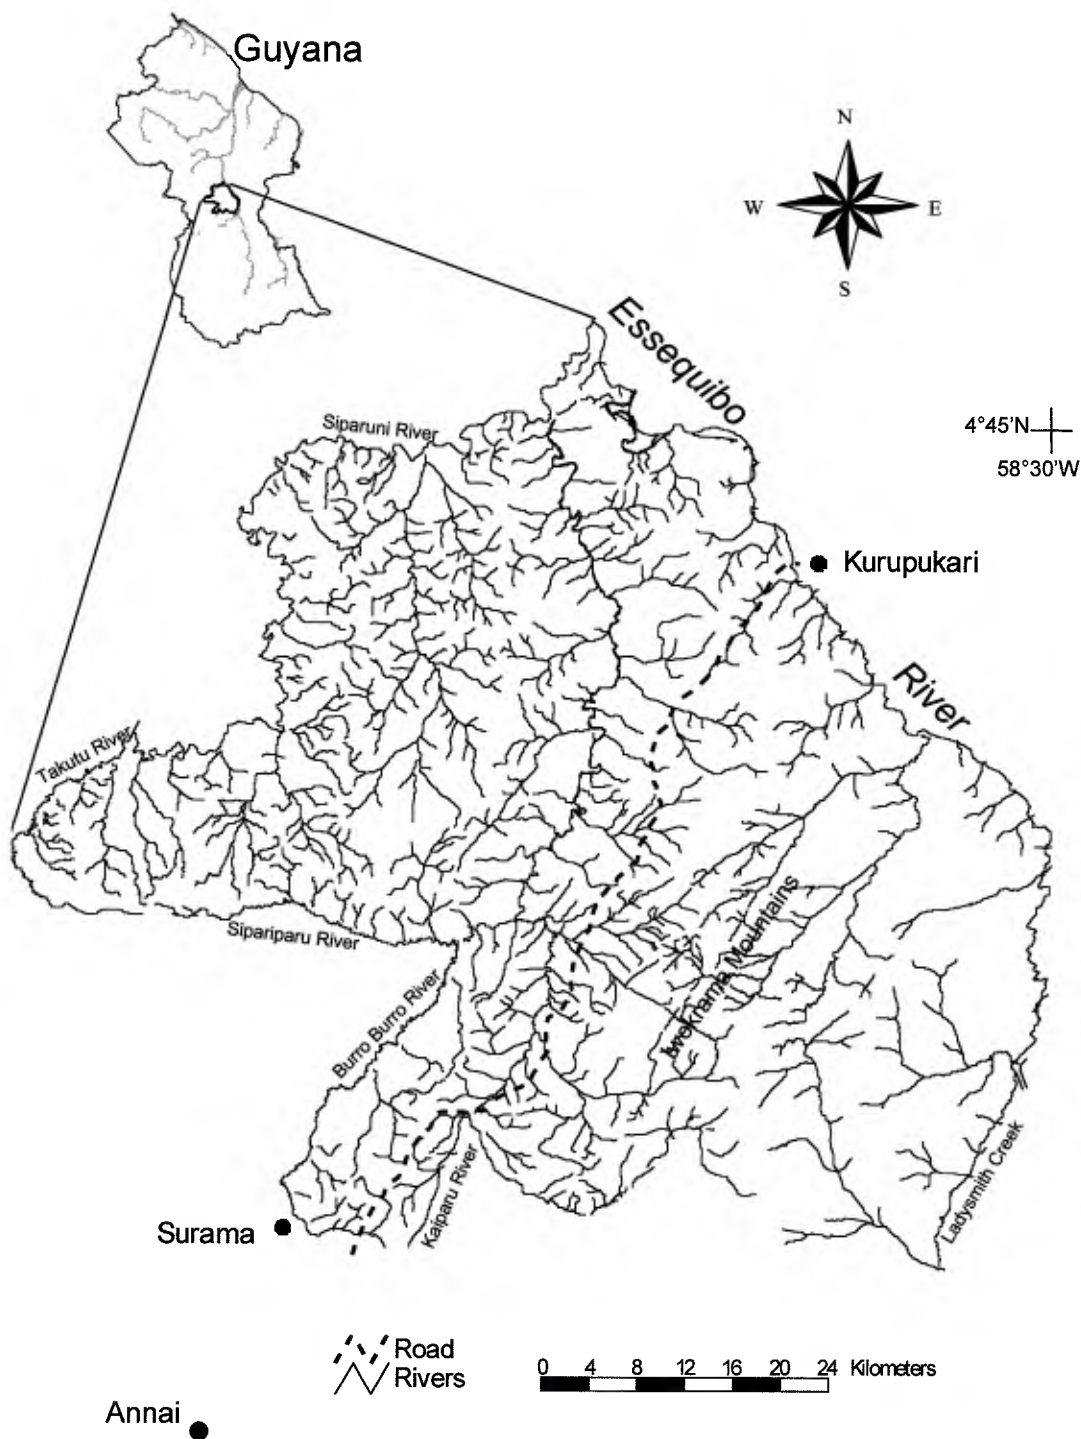 Guyana
N
W
E
S
Essequibo
Siparuni River
4°45'N
58°30'W
Kurupukari
River
Takutu River
Sipariparu River
Iwokrama Mountains
Burro Burro River
Ladysmith Creek
Kaiparu River
Surama
Road
Rivers
0 4 8 12 16 20 24 Kilometers
Annai